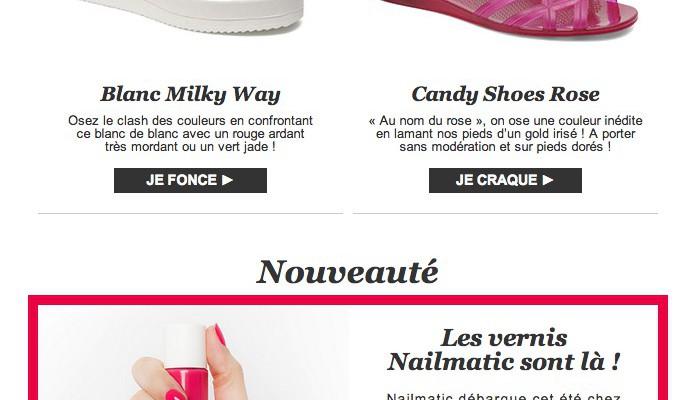 Blanc Milky Way
Osez le clash des couleurs en confrontant
ce blanc de blanc avec un rouge ardant
très mordant ou un vert jade !
JE FONCE ►
Candy Shoes Rose
« Au nom du rose », on ose une couleur inédite
en lamant nos pieds d'un gold irisé ! A porter
sans modération et sur pieds dorés !
JE CRAQUE ►
Nouveauté
Les vernis
Nailmatic sont là !
Nailmatic débarque cet été chez